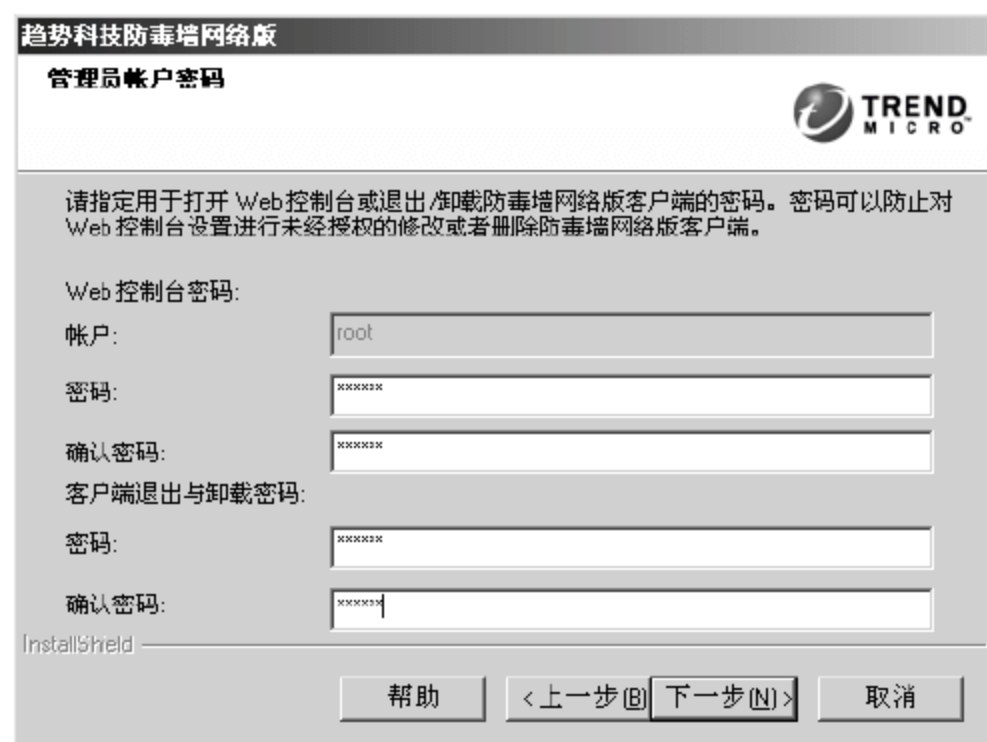 趋势科技防毒墙网络版
管理员帐户密码
TREND
MICRO
请指定用于打开 Web 控制台或退出/卸载防毒墙网络版客户端的密码。密码可以防止对
Web 控制台设置进行未经授权的修改或者删除防毒墙网络版客户端。
Web 控制台密码:
帐户: root
密码: ******
确认密码: ******
客户端退出与卸载密码:
密码: ******
确认密码: ******
InstallShield
帮助 <上一步(B) 下一步(N)> 取消